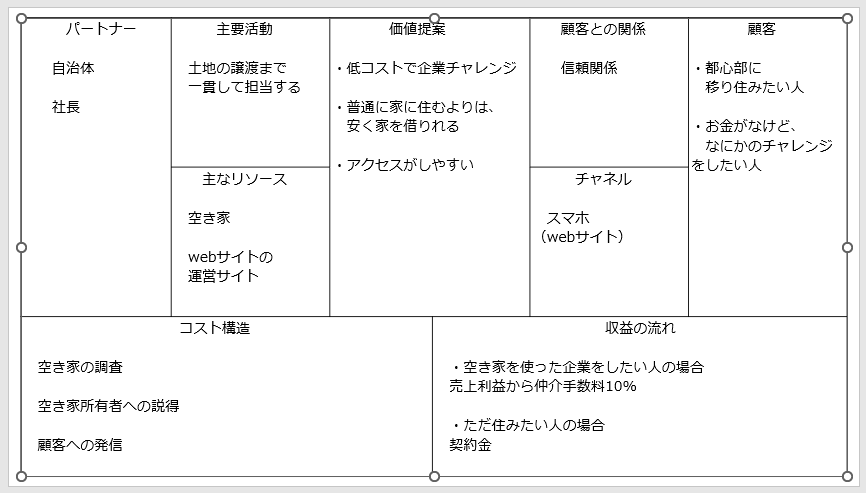 パートナー
自治体
社長
主要活動
土地の譲渡まで
一貫して担当する
主なリソース
空き家
webサイトの
運営サイト
価値提案
・低コストで企業チャレンジ
・普通に家に住むよりは、
安く家を借りれる
・アクセスがしやすい
顧客との関係
信頼関係
チャネル
スマホ
（webサイト）
顧客
・都心部に
移り住みたい人
・お金がなけど、
なにかのチャレンジ
をしたい人
コスト構造
空き家の調査
空き家所有者への説得
顧客への発信
収益の流れ
・空き家を使った企業をしたい人の場合
売上利益から仲介手数料10%
・ただ住みたい人の場合
契約金